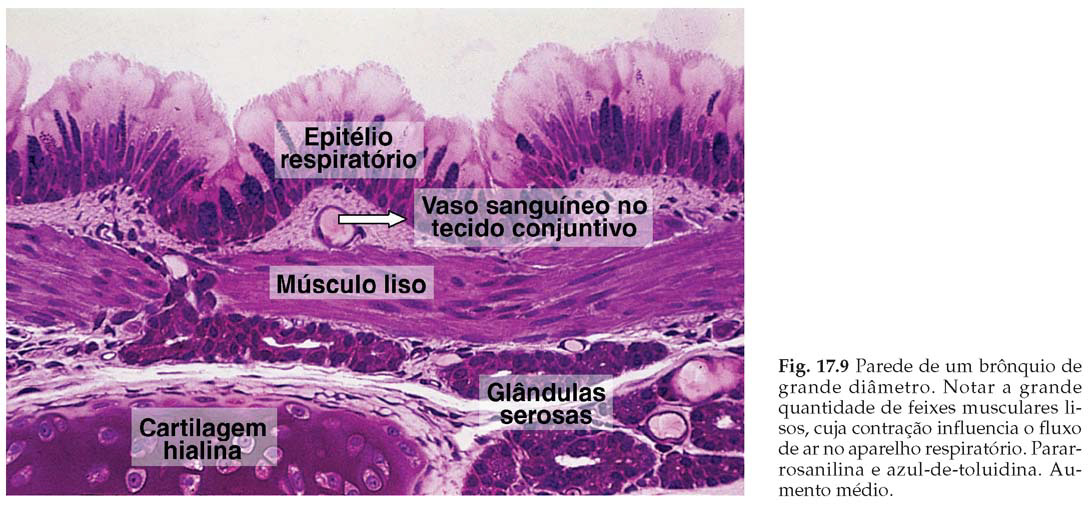 Epitélio
respiratório
Vaso sanguíneo no
tecido conjuntivo
Músculo liso
Glândulas
serosas
Cartilagem
hialina
Fig. 17.9 Parede de um brônquio de
grande diâmetro. Notar a grande
quantidade de feixes musculares li-
sos, cuja contração influencia o fluxo
de ar no aparelho respiratório. Parar-
rosanilina e azul-de-toluidina. Au-
mento médio.